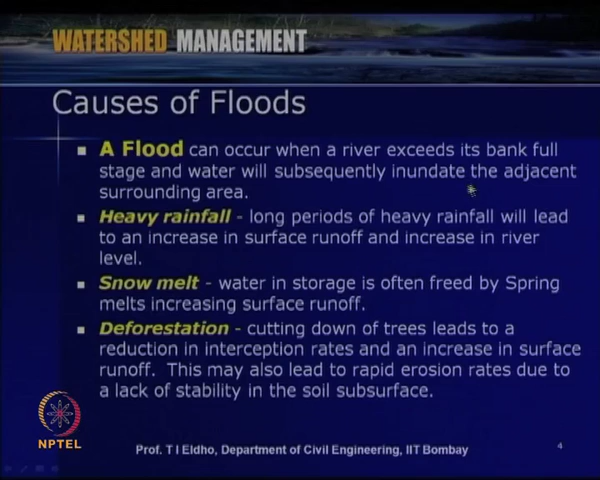 WATERSHED MANAGEMENT
Causes of Floods
A Flood can occur when a river exceeds its bank full
stage and water will subsequently inundate the adjacent
surrounding area.
Heavy rainfall - long periods of heavy rainfall will lead
to an increase in surface runoff and increase in river
level.
Snow melt - water in storage is often freed by Spring
melts increasing surface runoff.
Deforestation - cutting down of trees leads to a
reduction in interception rates and an increase in surface
runoff. This may also lead to rapid erosion rates due to
a lack of stability in the soil subsurface.
NPTEL
Prof. T I Eldho, Department of Civil Engineering, IIT Bombay
4